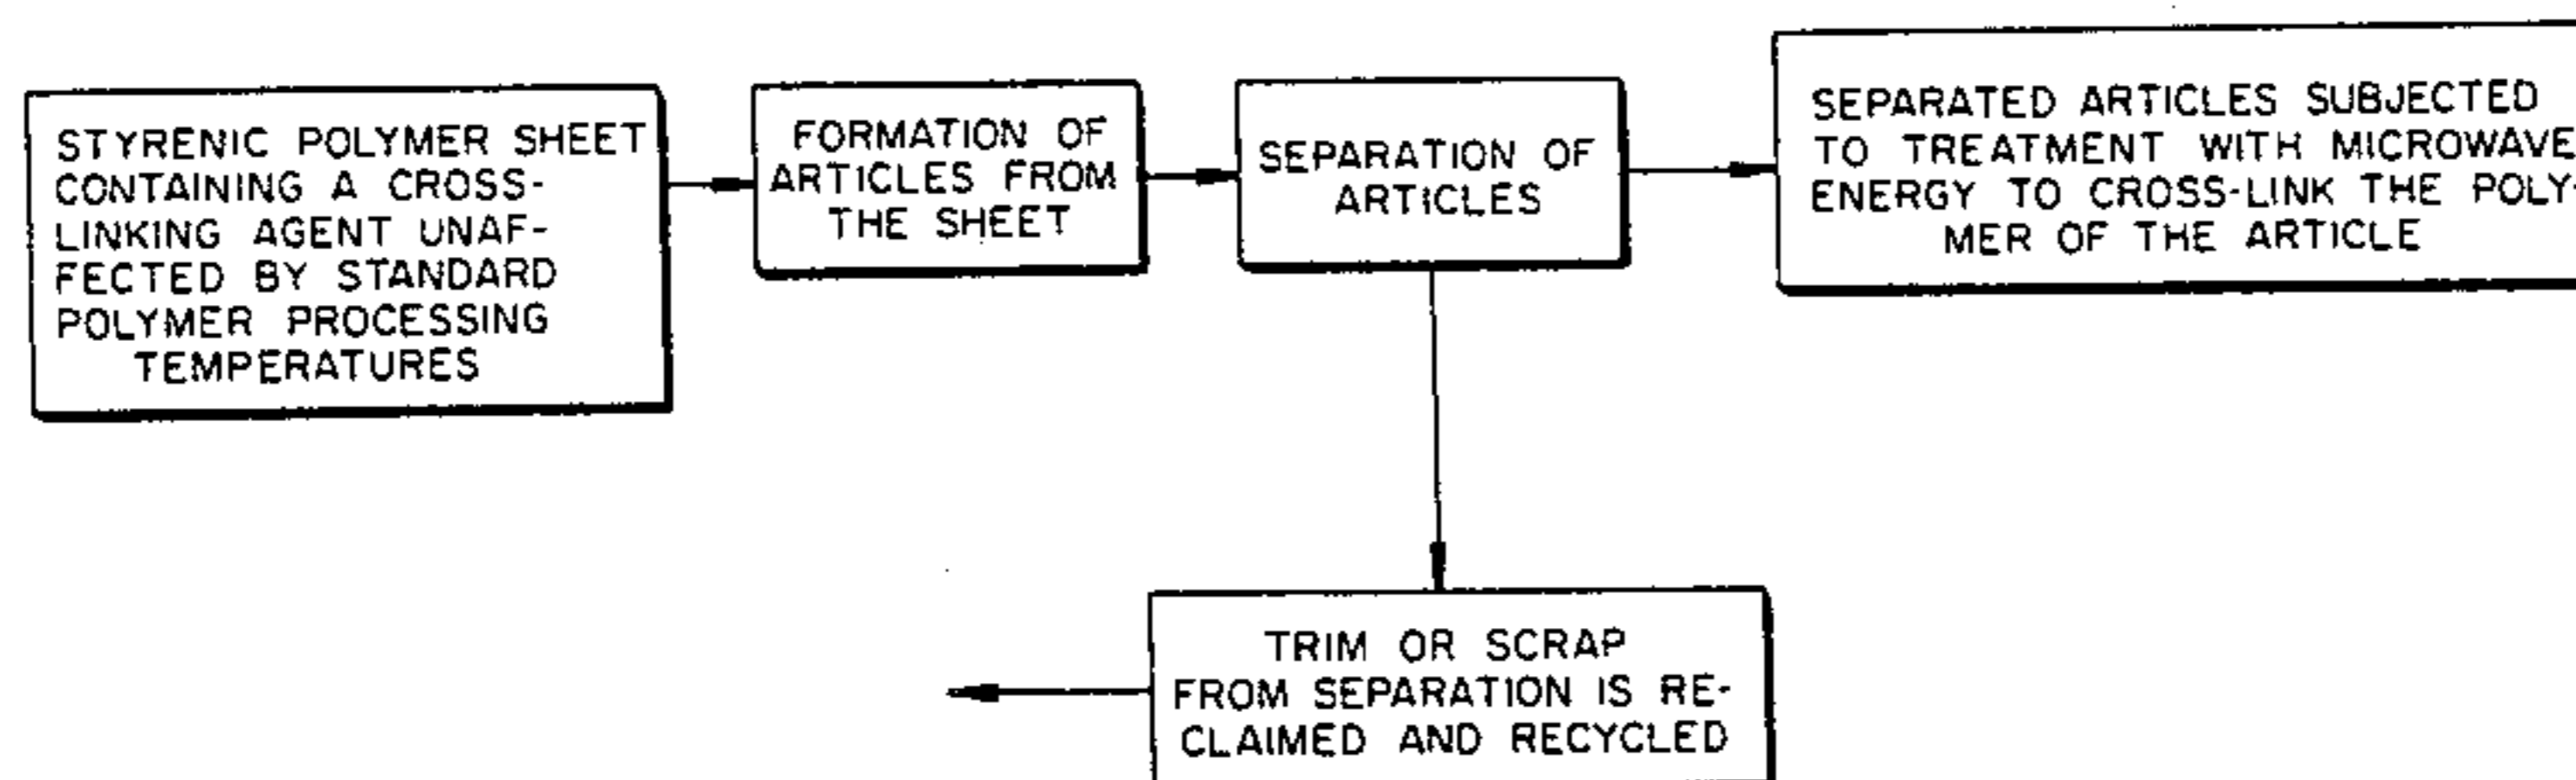 STYRENIC POLYMER SHEET
CONTAINING A CROSS-
LINKING AGENT UNAF-
FECTED BY STANDARD
POLYMER PROCESSING
TEMPERATURES
FORMATION OF
ARTICLES FROM
THE SHEET
SEPARATION OF
ARTICLES
SEPARATED ARTICLES SUBJECTED
TO TREATMENT WITH MICROWAVE
ENERGY TO CROSS-LINK THE POLY-
MER OF THE ARTICLE
TRIM OR SCRAP
FROM SEPARATION IS RE-
CLAIMED AND RECYCLED